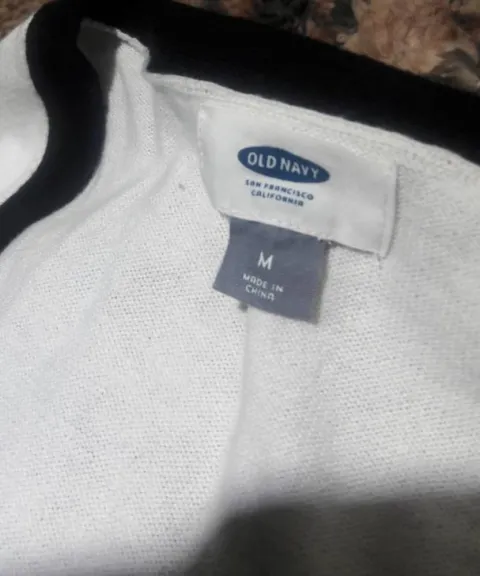 OLD NAVY
SAN FRANCISCO
CALIFORNIA
M
MADE IN
CHINA